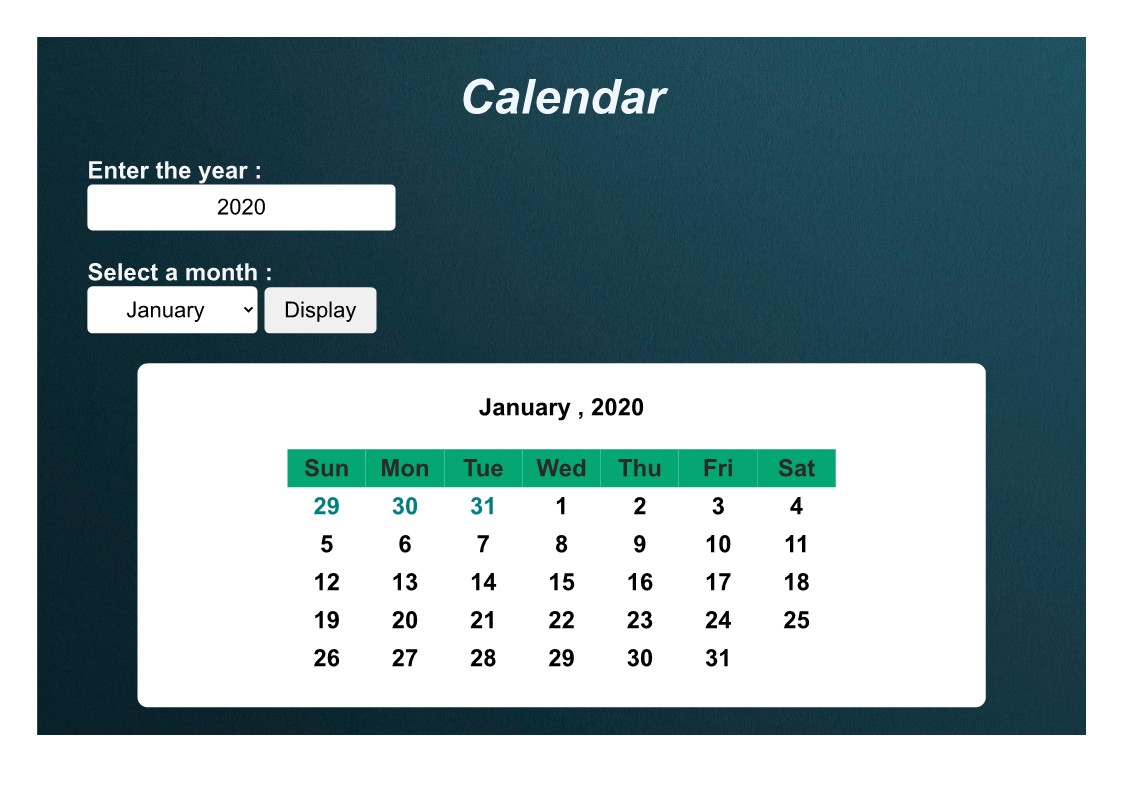 Calendar
Enter the year :
2020
Select a month :
January Display
January , 2020
Sun Mon Tue Wed Thu Fri Sat
29 30 31 1 2 3 4
5 6 7 8 9 10 11
12 13 14 15 16 17 18
19 20 21 22 23 24 25
26 27 28 29 30 31